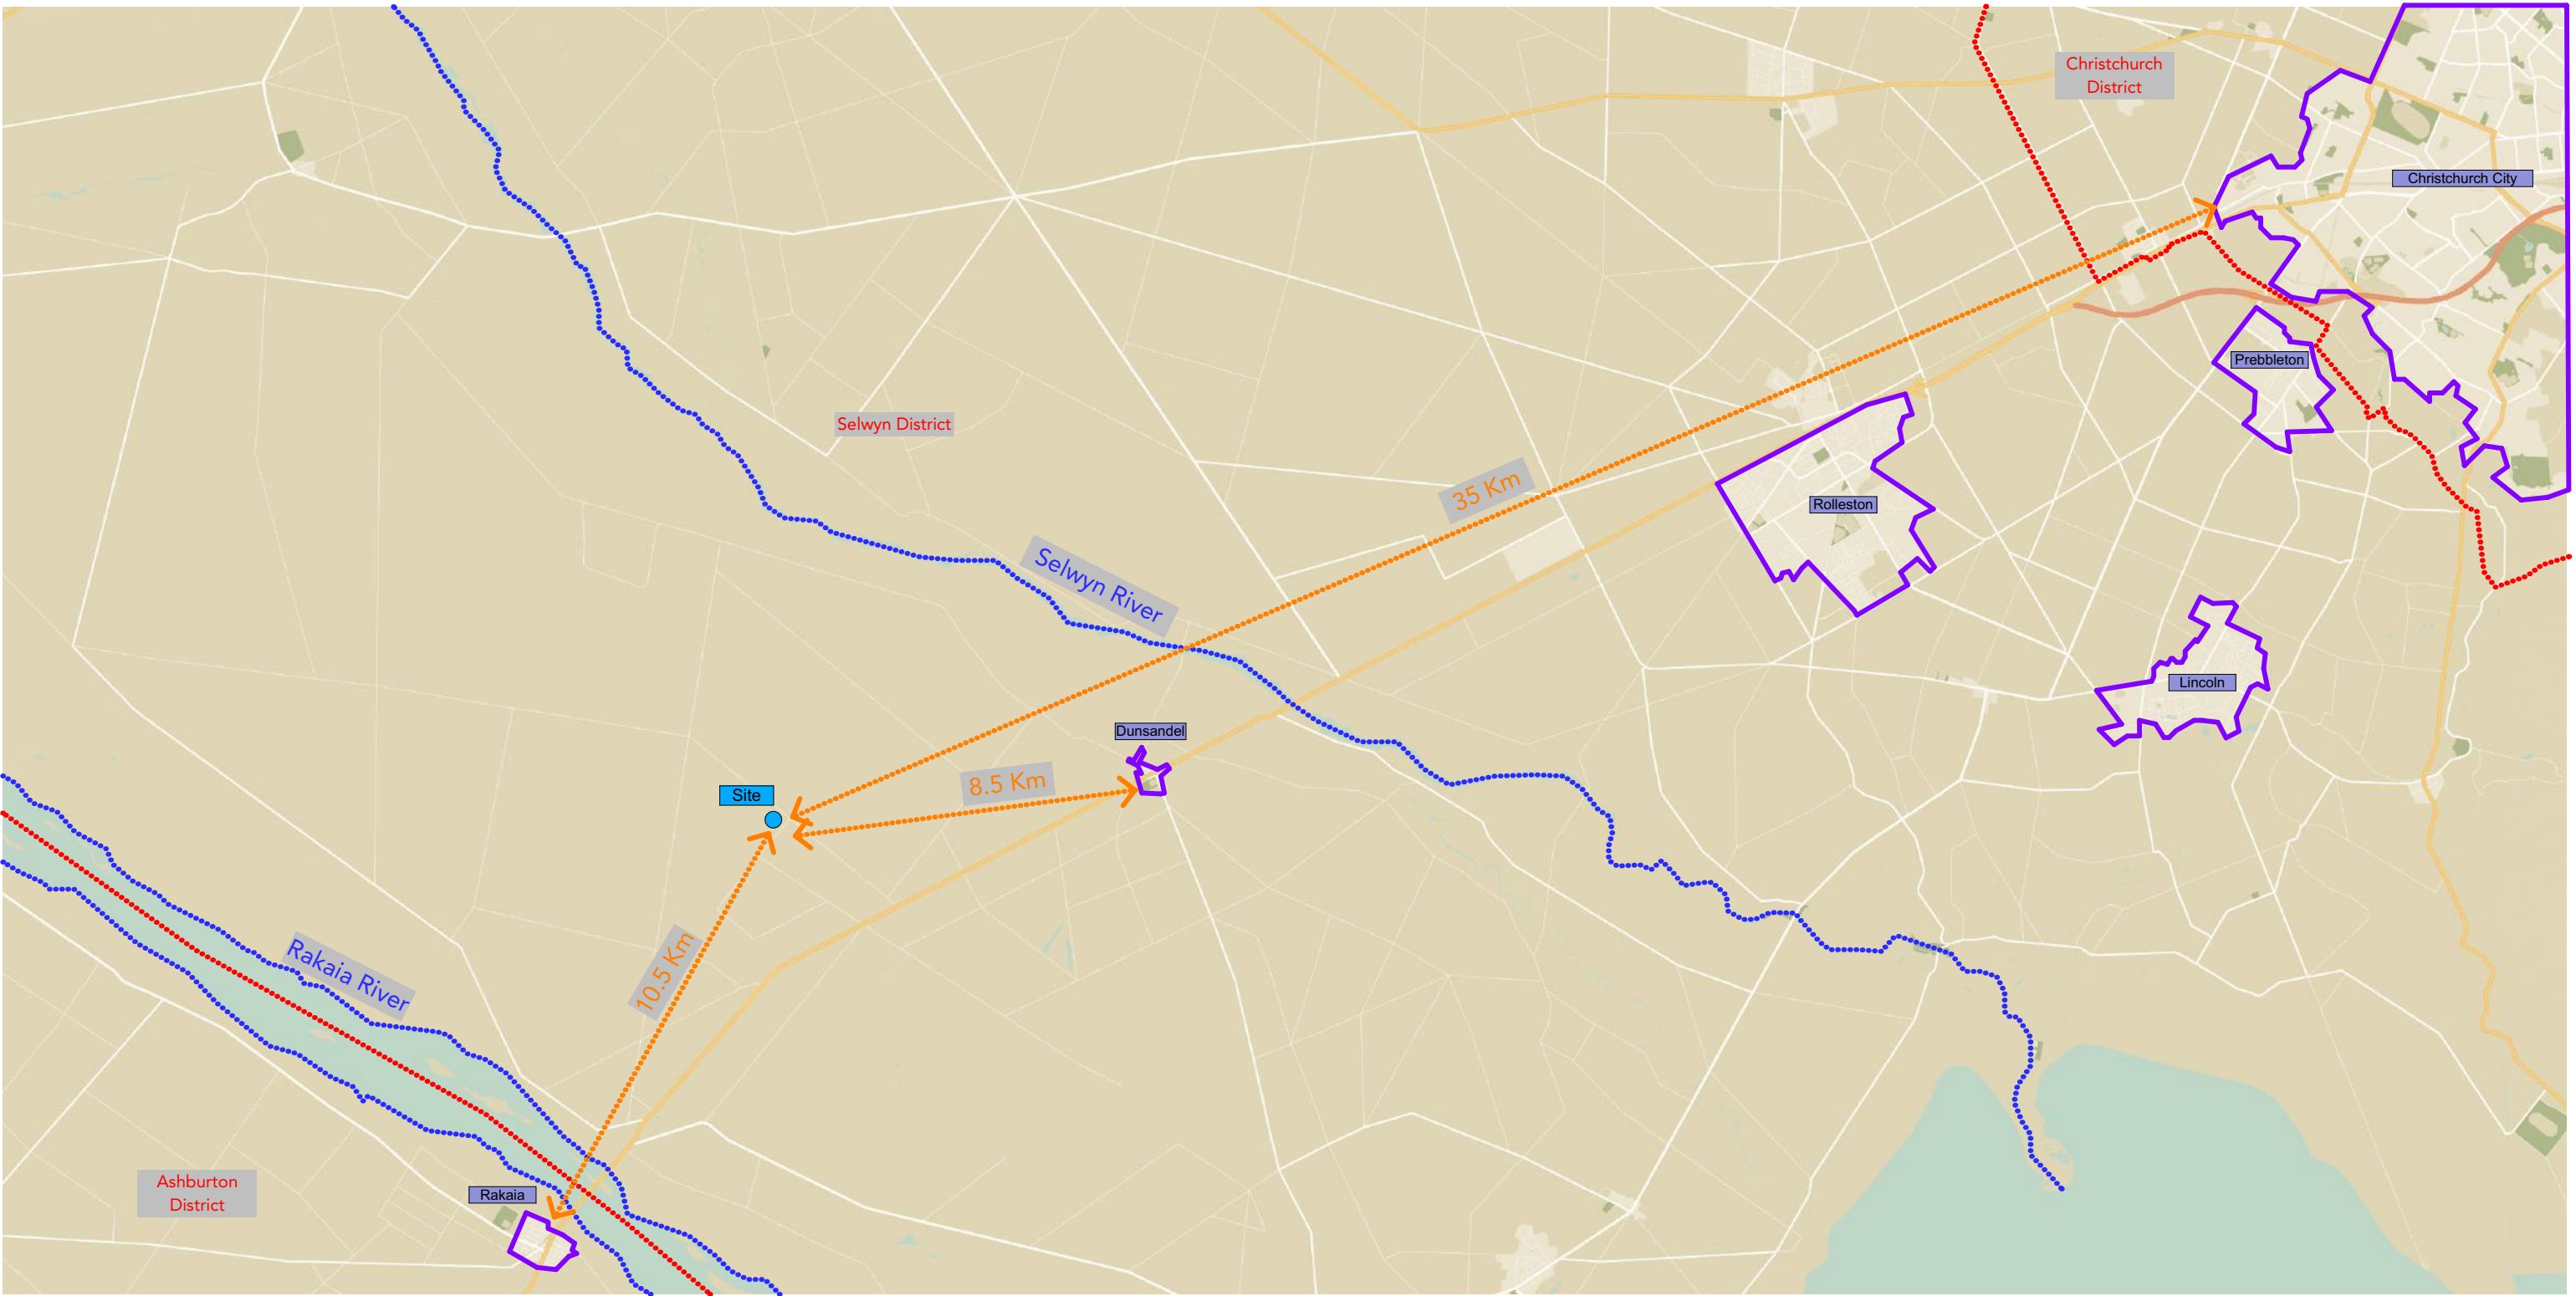 Christchurch
District
Christchurch City
Prebbleton
Selwyn District
35 Km
Rolleston
Selwyn River
Lincoln
Dunsandel
8.5 Km
Site
10.5 Km
Rakaia River
Ashburton
District
Rakaia